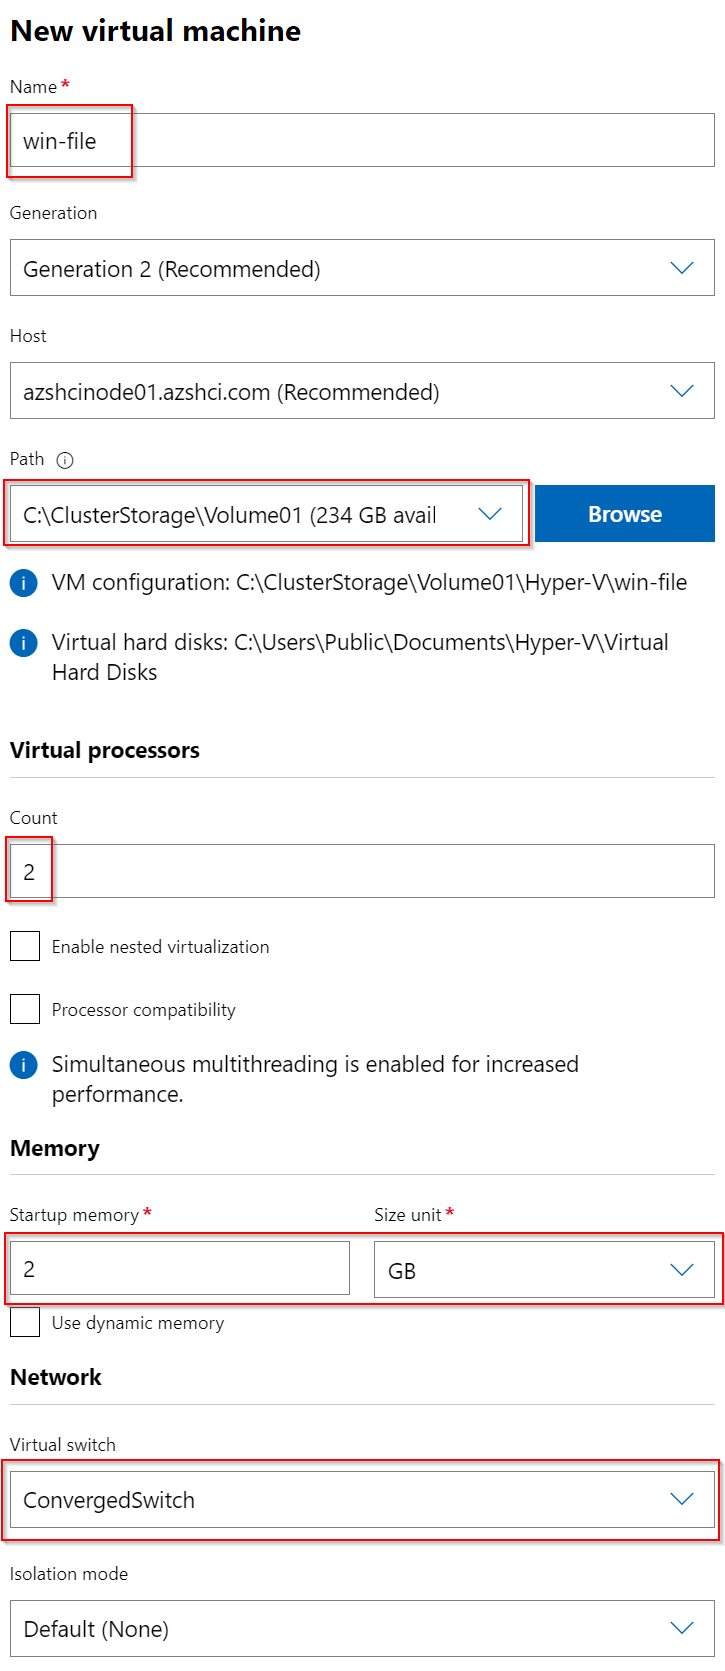 New virtual machine
Name *
win-file
Generation
Generation 2 (Recommended)
Host
azshcinode01.azshci.com (Recommended)
Path
C:\ClusterStorage\Volume01 (234 GB avail
Browse
VM configuration: C:\ClusterStorage\Volume01\Hyper-V\win-file
Virtual hard disks: C:\Users\Public\Documents\Hyper-V\Virtual
Hard Disks
Virtual processors
Count
2
Enable nested virtualization
Processor compatibility
Simultaneous multithreading is enabled for increased
performance.
Memory
Startup memory * Size unit *
2 GB
Use dynamic memory
Network
Virtual switch
ConvergedSwitch
Isolation mode
Default (None)